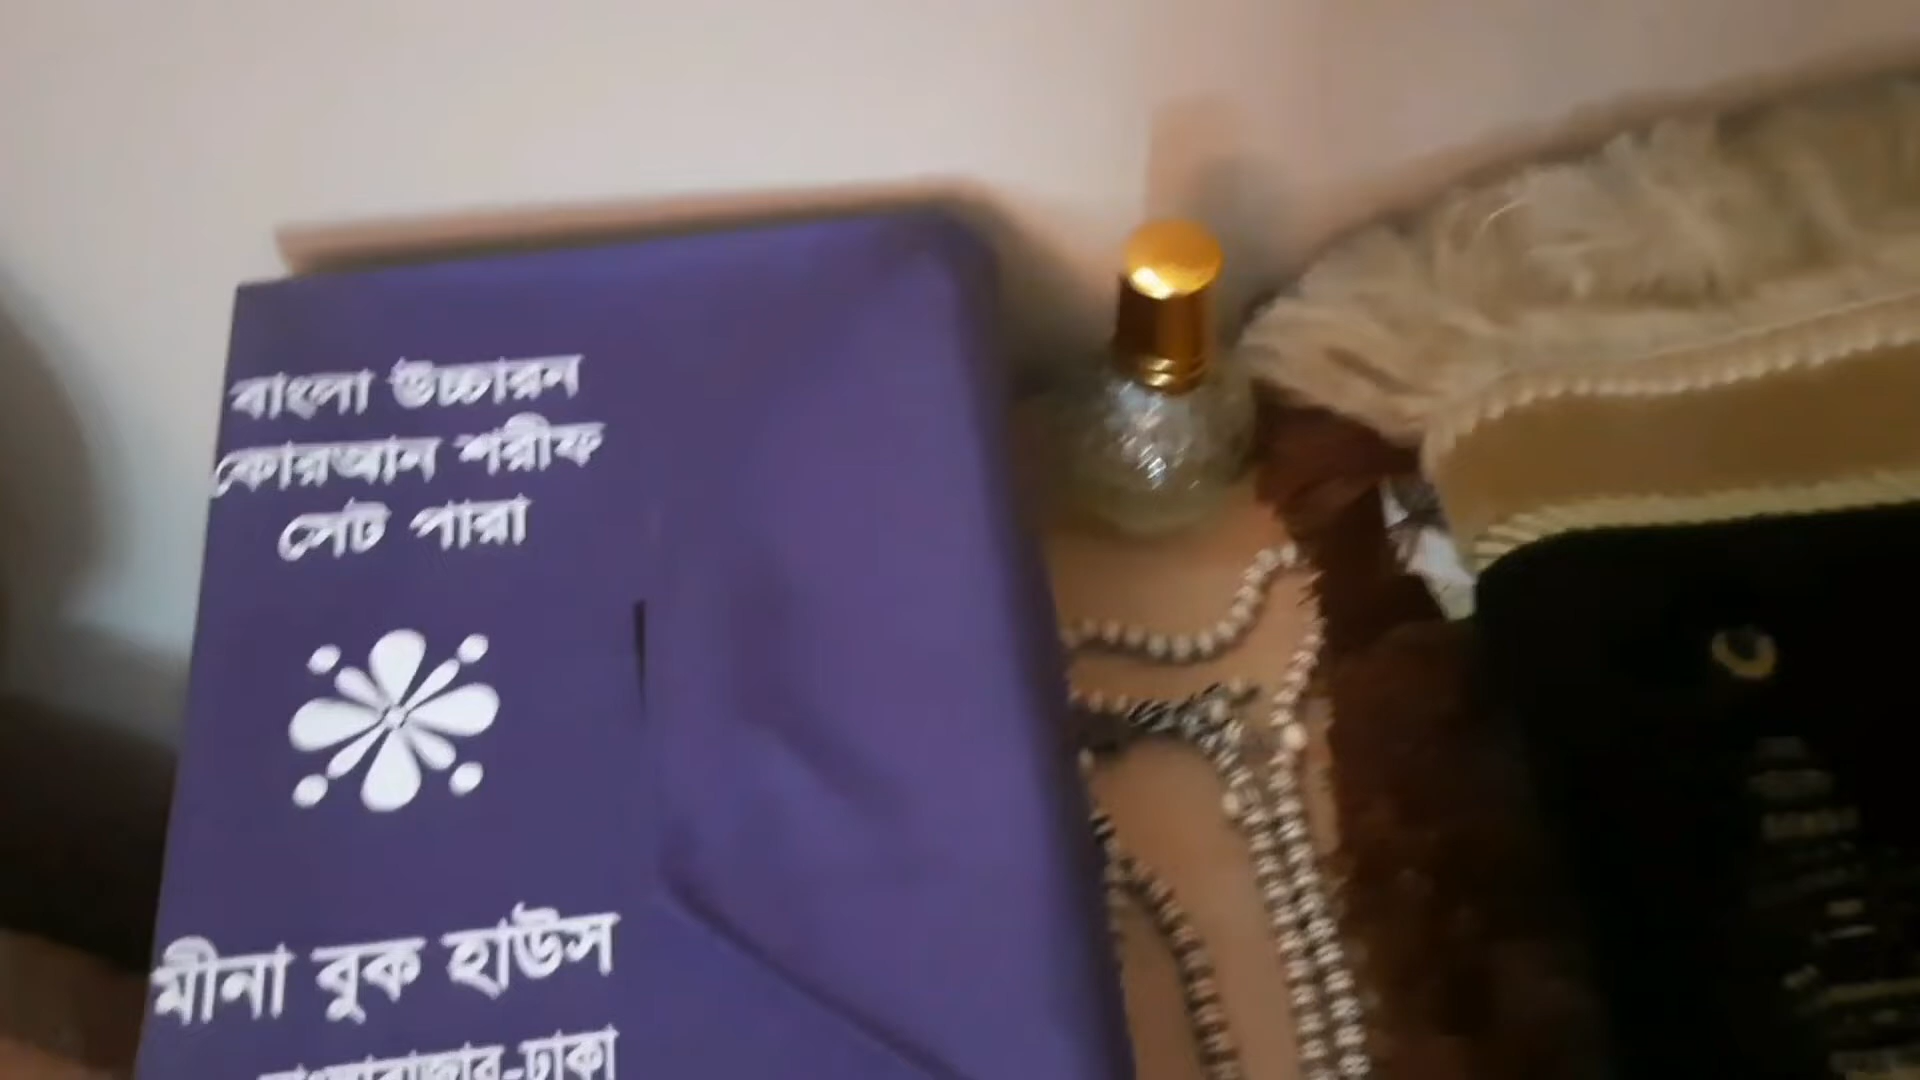 বাংলা উচ্চারন
কোরআন শরীফ
সেট পারা
মীনা বুক হাউস
বাংলাবাজার-ঢাকা